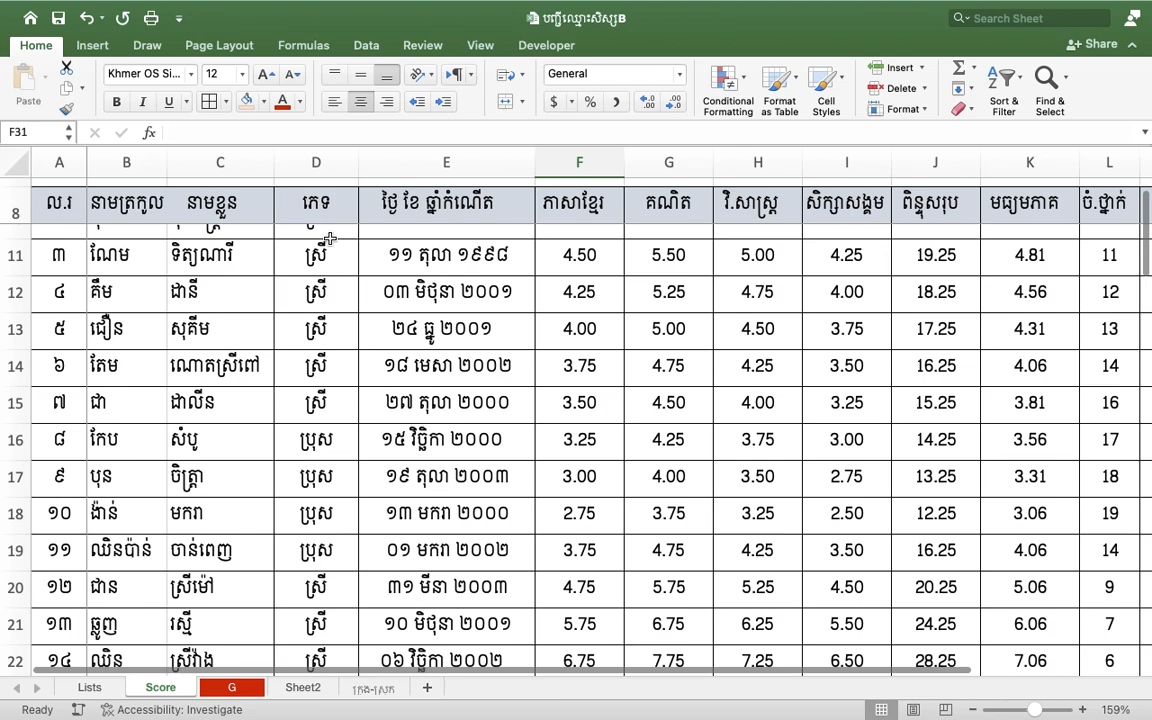 បញ្ជីឈ្មោះសិស្សB
Search Sheet
Home Insert Draw Page Layout Formulas Data Review View Developer
Share
Paste
Khmer OS Si... 12
General
Conditional Formatting
Format as Table
Cell Styles
Insert
Delete
Format
Sort & Filter
Find & Select
F31
fx
A B C D E F G H I J K L
8 ល.រ នាមត្រកូល នាមខ្លួន ភេទ ថ្ងៃ ខែ ឆ្នាំកំណើត ភាសាខ្មែរ គណិត វិ.សាស្ត្រ សិក្សាសង្គម ពិន្ទុសរុប មធ្យមភាគ ចំ.ថ្នាក់
11 ៣ ណែម ទិត្យណារី ស្រី ១១ តុលា ១៩៩៨ 4.50 5.50 5.00 4.25 19.25 4.81 11
12 ៤ គឹម ដានី ស្រី ០៣ មិថុនា ២០០១ 4.25 5.25 4.75 4.00 18.25 4.56 12
13 ៥ ជឿន សុគីម ស្រី ២៤ ធ្នូ ២០០១ 4.00 5.00 4.50 3.75 17.25 4.31 13
14 ៦ តែម ណោតស្រីពៅ ស្រី ១៨ មេសា ២០០២ 3.75 4.75 4.25 3.50 16.25 4.06 14
15 ៧ ជា ដាលីន ស្រី ២៧ តុលា ២០០០ 3.50 4.50 4.00 3.25 15.25 3.81 16
16 ៨ កែប សំបូ ប្រុស ១៥ វិច្ឆិកា ២០០០ 3.25 4.25 3.75 3.00 14.25 3.56 17
17 ៩ បុន ចិត្រ្តា ប្រុស ១៩ តុលា ២០០៣ 3.00 4.00 3.50 2.75 13.25 3.31 18
18 ១០ ង៉ាន់ មករា ប្រុស ១៣ មករា ២០០០ 2.75 3.75 3.25 2.50 12.25 3.06 19
19 ១១ ឈិនប៉ាន់ ចាន់ពេញ ប្រុស ០១ មករា ២០០២ 3.75 4.75 4.25 3.50 16.25 4.06 14
20 ១២ ជាន ស្រីម៉ៅ ស្រី ៣១ មីនា ២០០៣ 4.75 5.75 5.25 4.50 20.25 5.06 9
21 ១៣ ឆ្លូញ រស្មី ស្រី ១០ មិថុនា ២០០១ 5.75 6.75 6.25 5.50 24.25 6.06 7
22 ១៤ ឈិន ស្រីវ៉ាង ស្រី ០៦ វិច្ឆិកា ២០០២ 6.75 7.75 7.25 6.50 28.25 7.06 6
Lists Score G Sheet2 ក្រុង-ស្រុក
Ready Accessibility: Investigate 159%